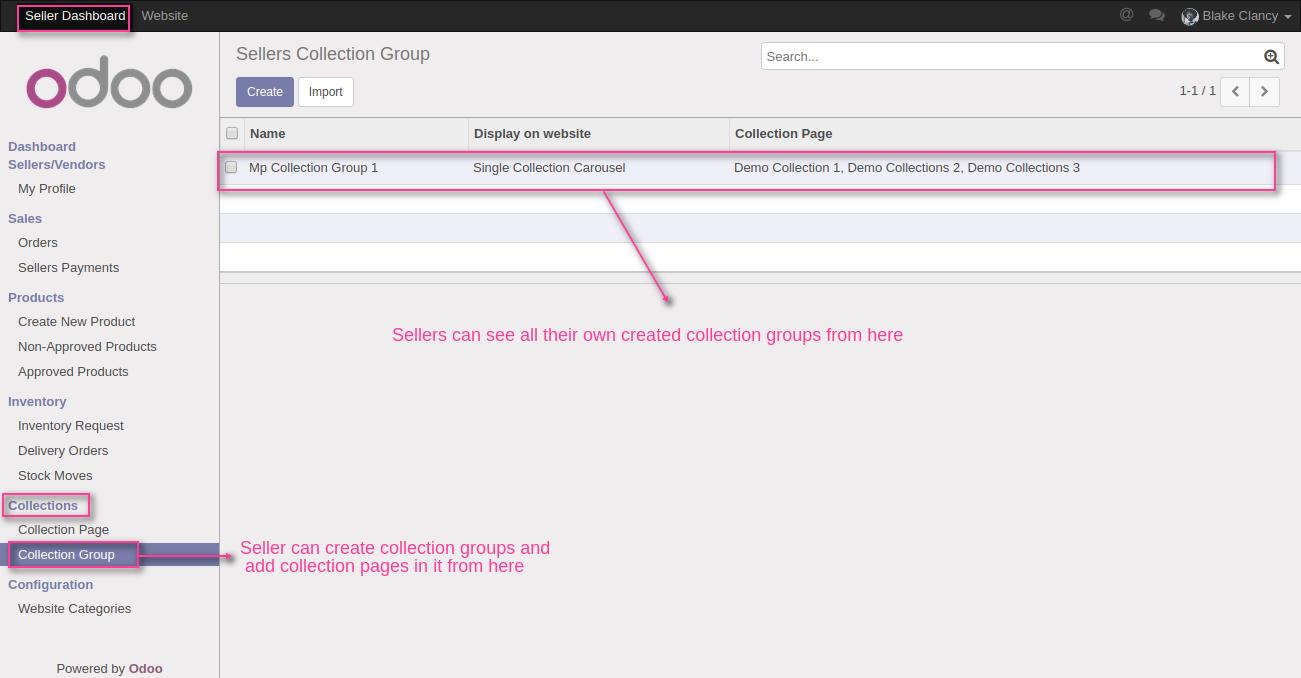 Seller Dashboard Website @ Blake Clancy
odoo
Sellers Collection Group
Search...
Create Import
1-1 / 1
Name Display on website Collection Page
Mp Collection Group 1 Single Collection Carousel Demo Collection 1, Demo Collections 2, Demo Collections 3
Sellers can see all their own created collection groups from here
Dashboard
Sellers/Vendors
My Profile
Sales
Orders
Sellers Payments
Products
Create New Product
Non-Approved Products
Approved Products
Inventory
Inventory Request
Delivery Orders
Stock Moves
Collections
Collection Page
Collection Group
Seller can create collection groups and
add collection pages in it from here
Configuration
Website Categories
Powered by Odoo